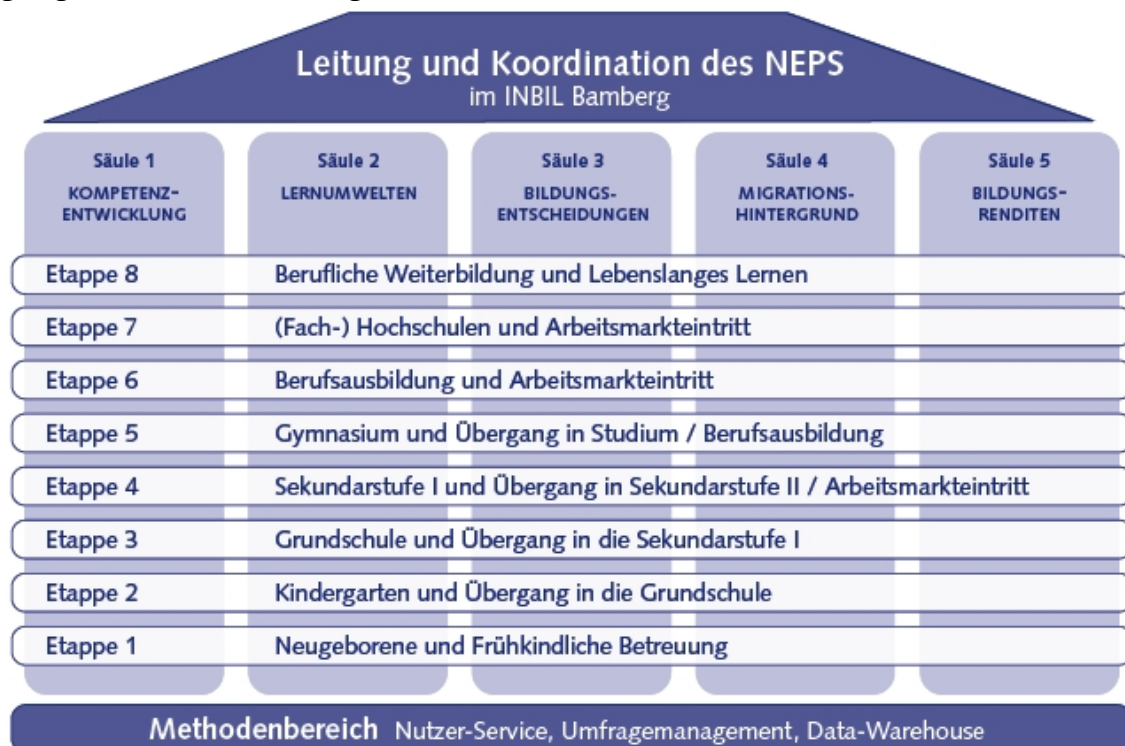 Leitung und Koordination des NEPS
im INBIL Bamberg
Säule 1
KOMPETENZ-
ENTWICKLUNG
Säule 2
LERNUMWELTEN
Säule 3
BILDUNGS-
ENTSCHEIDUNGEN
Säule 4
MIGRATIONS-
HINTERGRUND
Säule 5
BILDUNGS-
RENDITEN
Etappe 8 Berufliche Weiterbildung und Lebenslanges Lernen
Etappe 7 (Fach-) Hochschulen und Arbeitsmarkteintritt
Etappe 6 Berufsausbildung und Arbeitsmarkteintritt
Etappe 5 Gymnasium und Übergang in Studium / Berufsausbildung
Etappe 4 Sekundarstufe I und Übergang in Sekundarstufe II / Arbeitsmarkteintritt
Etappe 3 Grundschule und Übergang in die Sekundarstufe I
Etappe 2 Kindergarten und Übergang in die Grundschule
Etappe 1 Neugeborene und Frühkindliche Betreuung
Methodenbereich Nutzer-Service, Umfragemanagement, Data-Warehouse